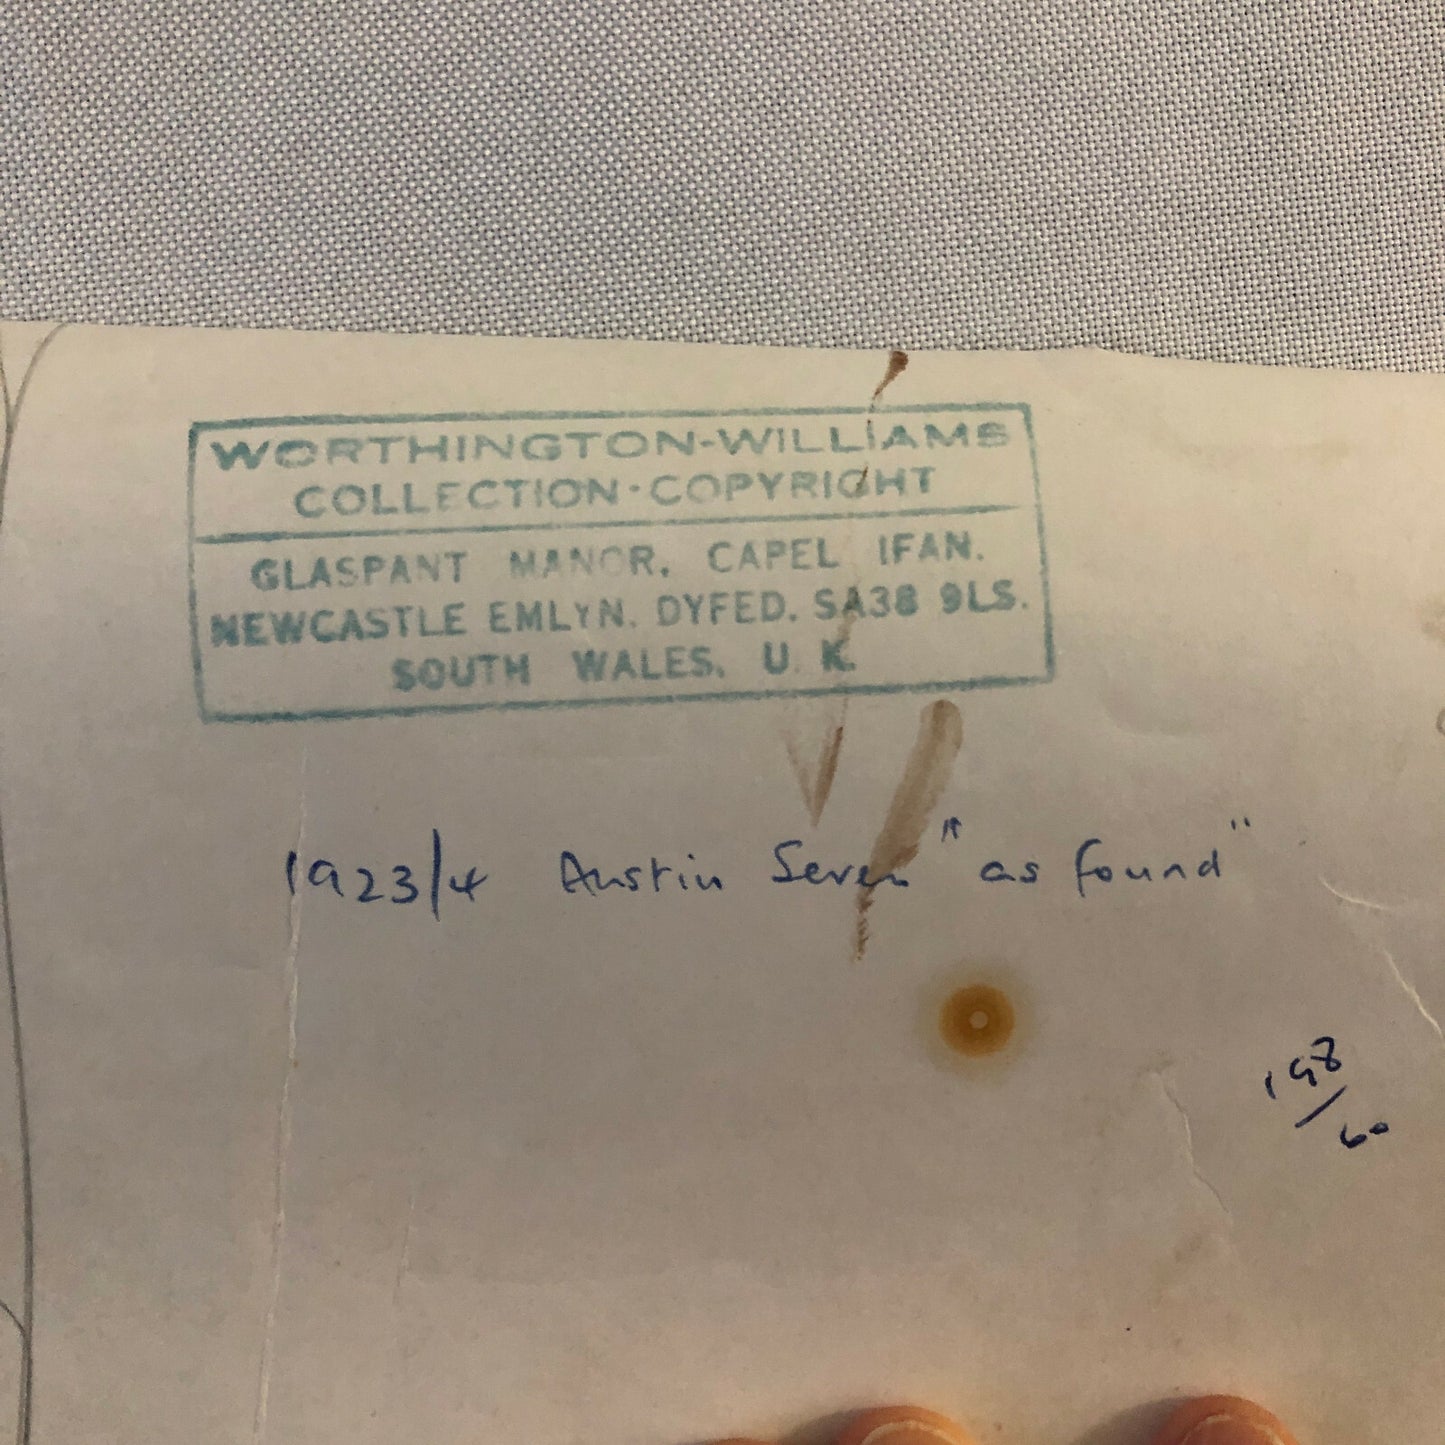 WORTHINGTON-WILLIAMS
COLLECTION·COPYRIGHT
GLASPANT MANOR, CAPEL IFAN.
NEWCASTLE EMLYN. DYFED. SA38 9LS.
SOUTH WALES. U. K.
1923/4 Austin Seven "as found"
198
/
60